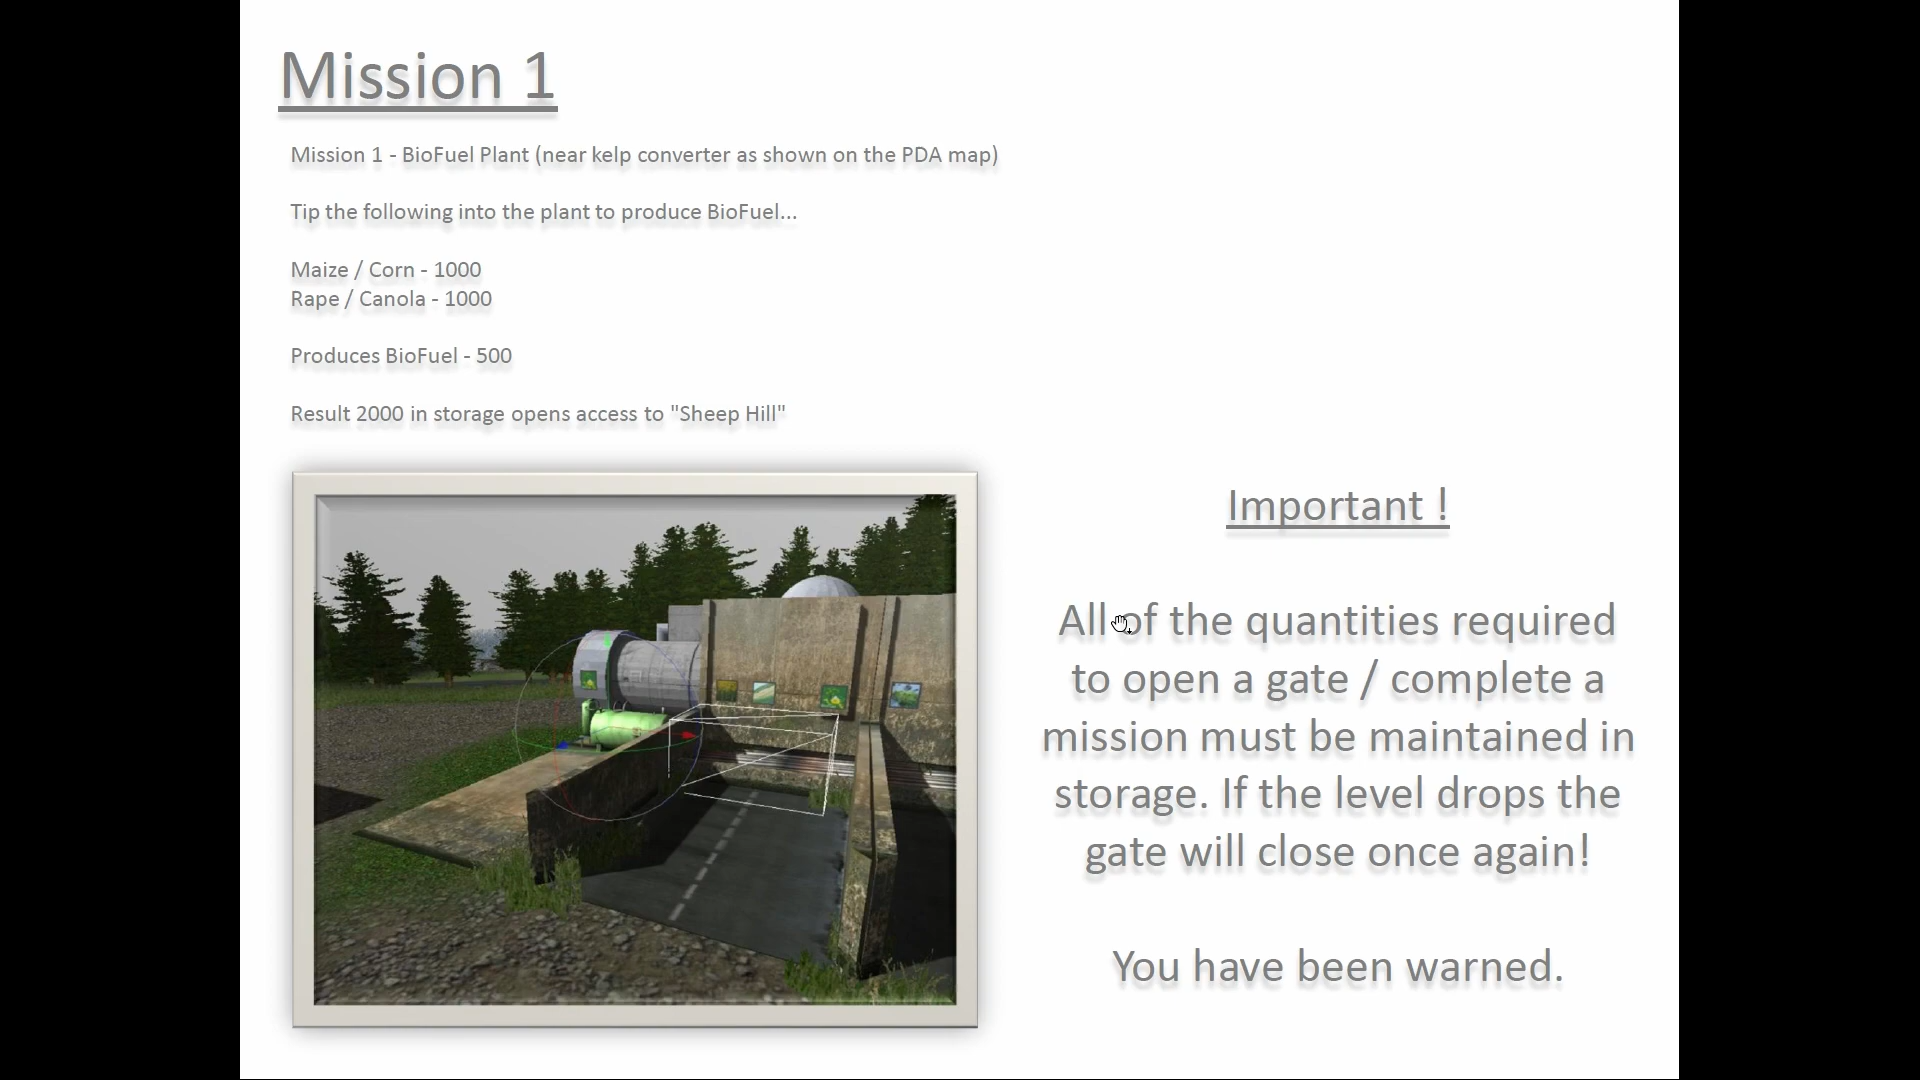 Mission 1
Mission 1 - BioFuel Plant (near kelp converter as shown on the PDA map)
Tip the following into the plant to produce BioFuel...
Maize / Corn - 1000
Rape / Canola - 1000
Produces BioFuel - 500
Result 2000 in storage opens access to "Sheep Hill"
Important !
All of the quantities required
to open a gate / complete a
mission must be maintained in
storage. If the level drops the
gate will close once again!
You have been warned.